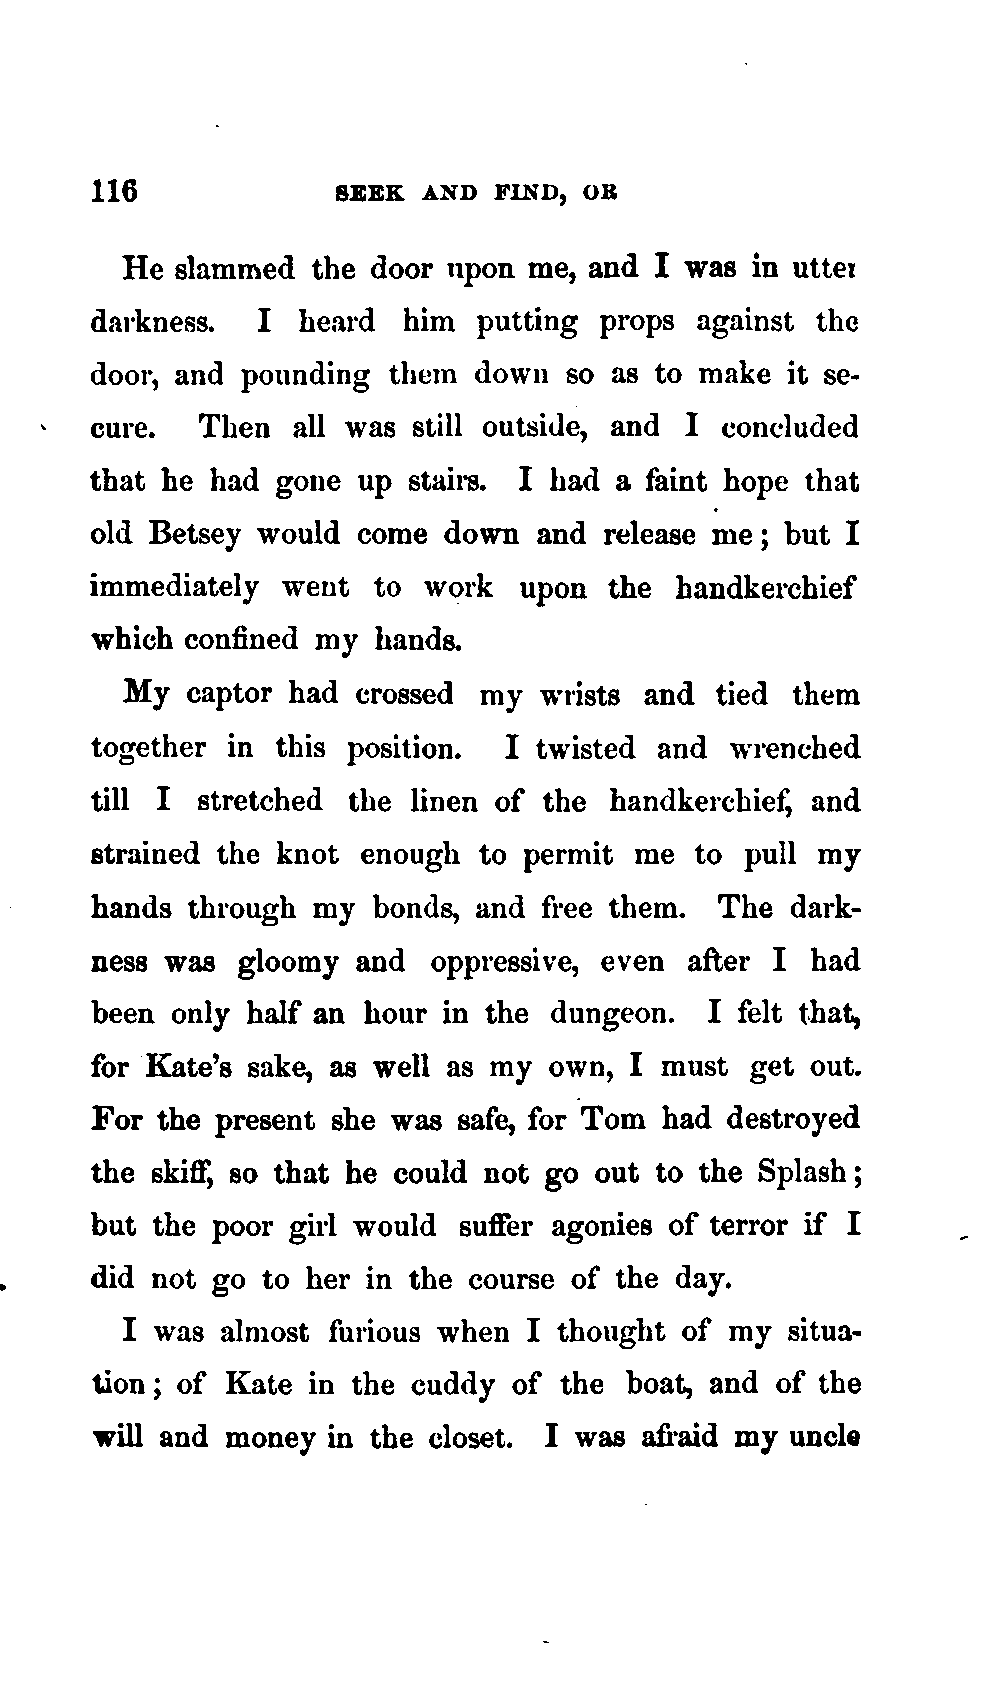 116 SEEK AND FIND, OR
He slammed the door upon me, and I was in utter
darkness. I heard him putting props against the
door, and pounding them down so as to make it se-
cure. Then all was still outside, and I concluded
that he had gone up stairs. I had a faint hope that
old Betsey would come down and release me; but I
immediately went to work upon the handkerchief
which confined my hands.
My captor had crossed my wrists and tied them
together in this position. I twisted and wrenched
till I stretched the linen of the handkerchief, and
strained the knot enough to permit me to pull my
hands through my bonds, and free them. The dark-
ness was gloomy and oppressive, even after I had
been only half an hour in the dungeon. I felt that,
for Kate's sake, as well as my own, I must get out.
For the present she was safe, for Tom had destroyed
the skiff, so that he could not go out to the Splash;
but the poor girl would suffer agonies of terror if I
did not go to her in the course of the day.
I was almost furious when I thought of my situa-
tion; of Kate in the cuddy of the boat, and of the
will and money in the closet. I was afraid my uncle